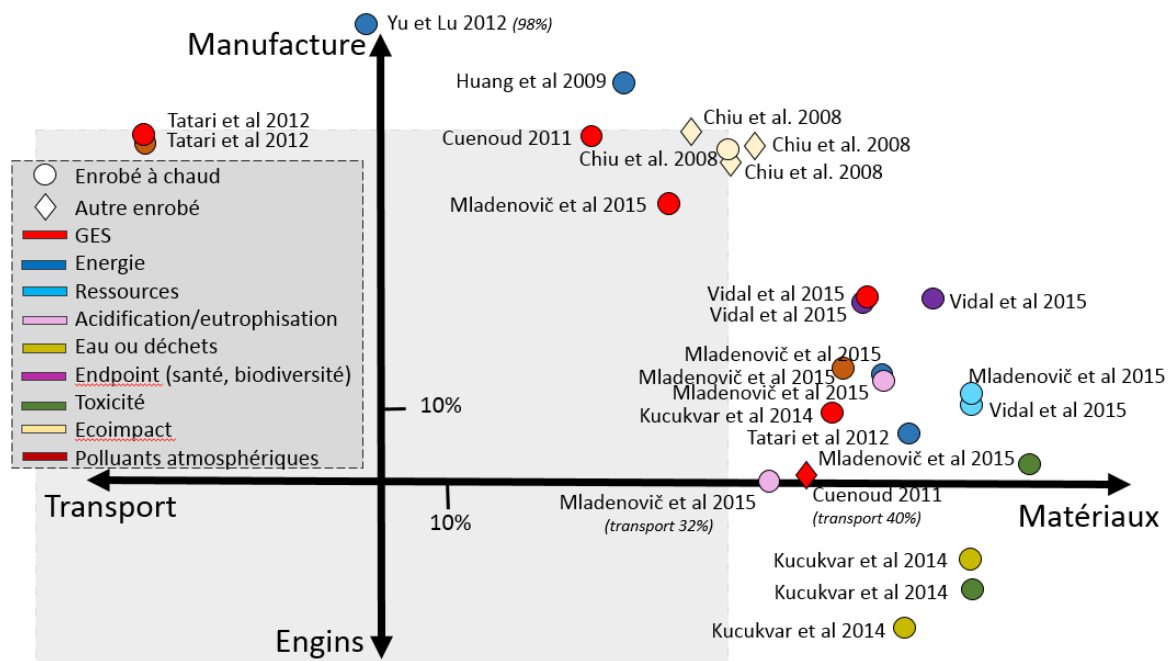 Yu et Lu 2012 (98%)
Manufacture
Huang et al 2009
Tatari et al 2012
Tatari et al 2012
Cuenoud 2011
Chiu et al. 2008
Chiu et al. 2008
Chiu et al. 2008
Chiu et al. 2008
Mladenovič et al 2015
Enrobé à chaud
Autre enrobé
GES
Energie
Ressources
Acidification/eutrophisation
Eau ou déchets
Endpoint (santé, biodiversité)
Toxicité
Ecoimpact
Polluants atmosphériques
Vidal et al 2015
Vidal et al 2015
Vidal et al 2015
Mladenovič et al 2015
Mladenovič et al 2015
Mladenovič et al 2015
Mladenovič et al 2015
Vidal et al 2015
10%
Kucukvar et al 2014
Tatari et al 2012
Mladenovič et al 2015
Transport
10%
Mladenovič et al 2015
(transport 32%)
Cuenoud 2011
(transport 40%)
Matériaux
Kucukvar et al 2014
Kucukvar et al 2014
Kucukvar et al 2014
Engins